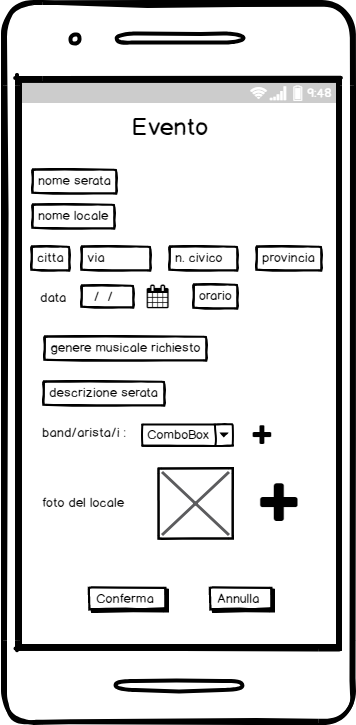 9:48
Evento
nome serata
nome locale
citta via n. civico provincia
data / / orario
genere musicale richiesto
descrizione serata
band/arista/i : ComboBox
foto del locale
Conferma Annulla